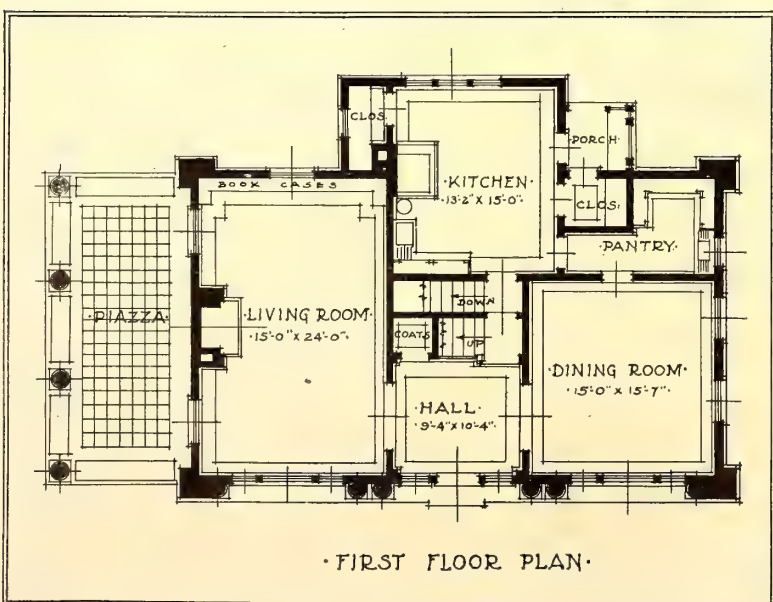 CLOS.
PORCH
BOOK CASES
·KITCHEN·
·13'-2" X 15'-0"·
CLOS.
·PANTRY·
DOWN
·PIAZZA·
·LIVING ROOM·
·15'-0" X 24'-0"·
COATS
UP
·DINING ROOM·
·15'-0" X 15'-7"·
·HALL·
·9'-4" X 10'-4"·
·FIRST FLOOR PLAN·